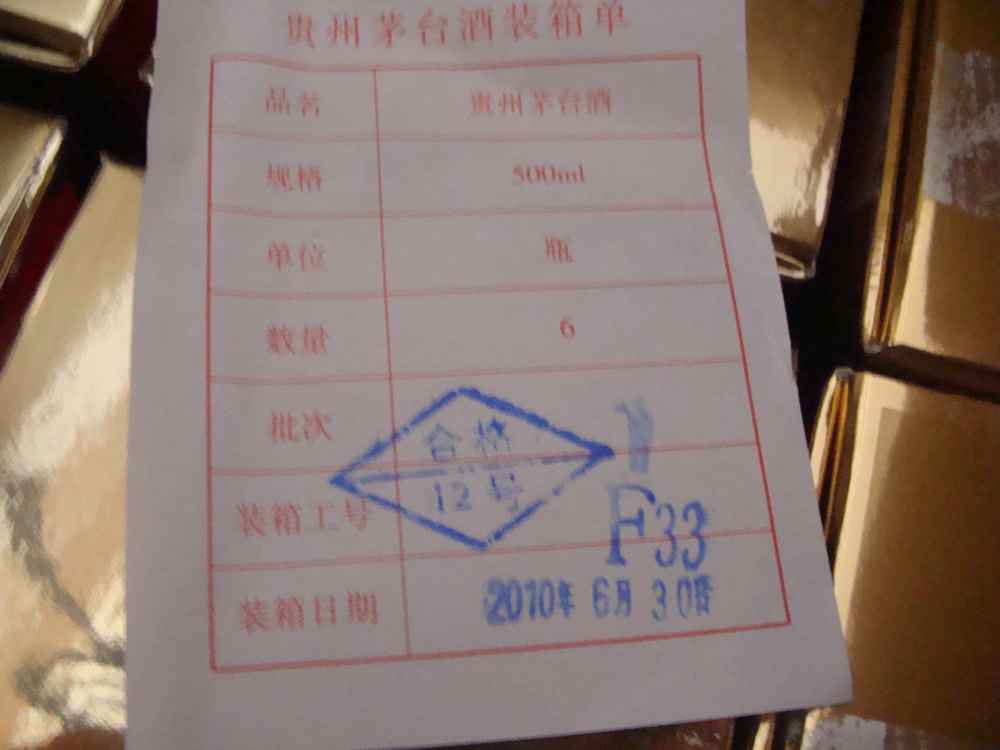 贵州茅台酒装箱单
品名 贵州茅台酒
规格 500ml
单位 瓶
数量 6
批次 1
合格
12号
装箱工号 F33
装箱日期 2010年 6月 30日